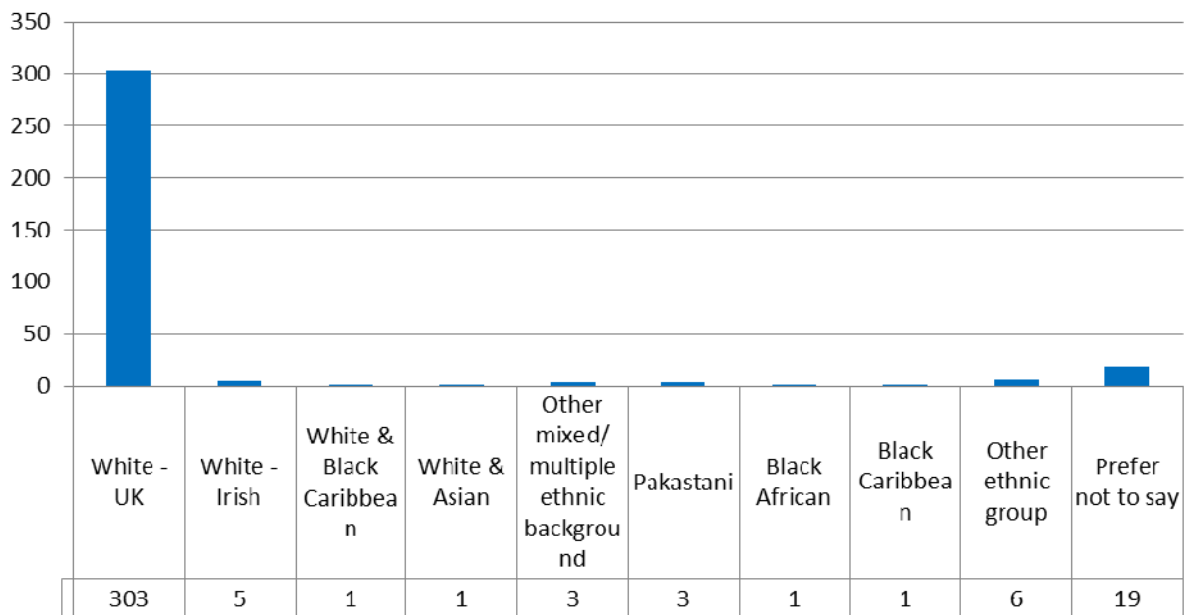 350
300
250
200
150
100
50
0
White -
UK
White -
Irish
White &
Black
Caribbea
n
White &
Asian
Other
mixed/
multiple
ethnic
backgrou
nd
Pakastani
Black
African
Black
Caribbea
n
Other
ethnic
group
Prefer
not to say
303 5 1 1 3 3 1 1 6 19